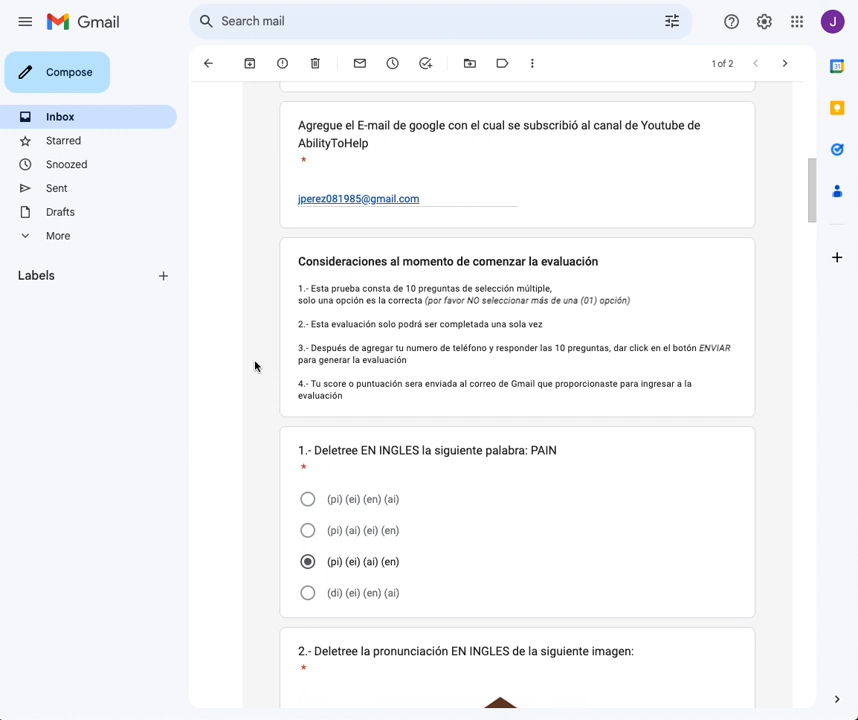 Gmail
Search mail
J
Compose
1 of 2
Inbox
Starred
Snoozed
Sent
Drafts
More
Labels
31
Agregue el E-mail de google con el cual se subscribió al canal de Youtube de
AbilityToHelp
*
jperez081985@gmail.com
Consideraciones al momento de comenzar la evaluación
1.- Esta prueba consta de 10 preguntas de selección múltiple,
solo una opción es la correcta (por favor NO seleccionar más de una (01) opción)
2.- Esta evaluación solo podrá ser completada una sola vez
3.- Después de agregar tu numero de teléfono y responder las 10 preguntas, dar click en el botón ENVIAR
para generar la evaluación
4.- Tu score o puntuación sera enviada al correo de Gmail que proporcionaste para ingresar a la
evaluación
1.- Deletree EN INGLES la siguiente palabra: PAIN
*
(pi) (ei) (en) (ai)
(pi) (ai) (ei) (en)
(pi) (ei) (ai) (en)
(di) (ei) (en) (ai)
2.- Deletree la pronunciación EN INGLES de la siguiente imagen:
*